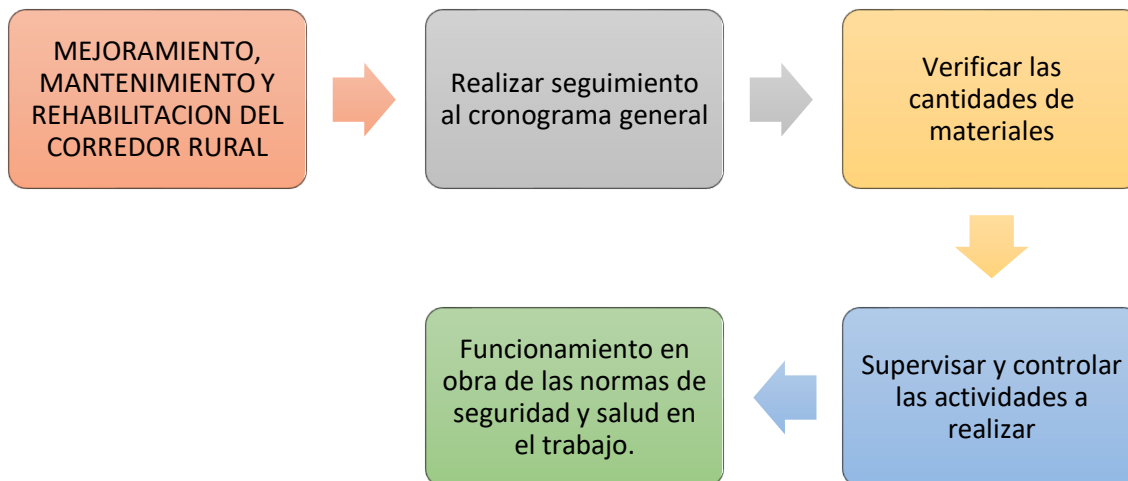 MEJORAMIENTO,
MANTENIMIENTO Y
REHABILITACION DEL
CORREDOR RURAL
Realizar seguimiento
al cronograma general
Verificar las
cantidades de
materiales
Supervisar y controlar
las actividades a
realizar
Funcionamiento en
obra de las normas de
seguridad y salud en
el trabajo.